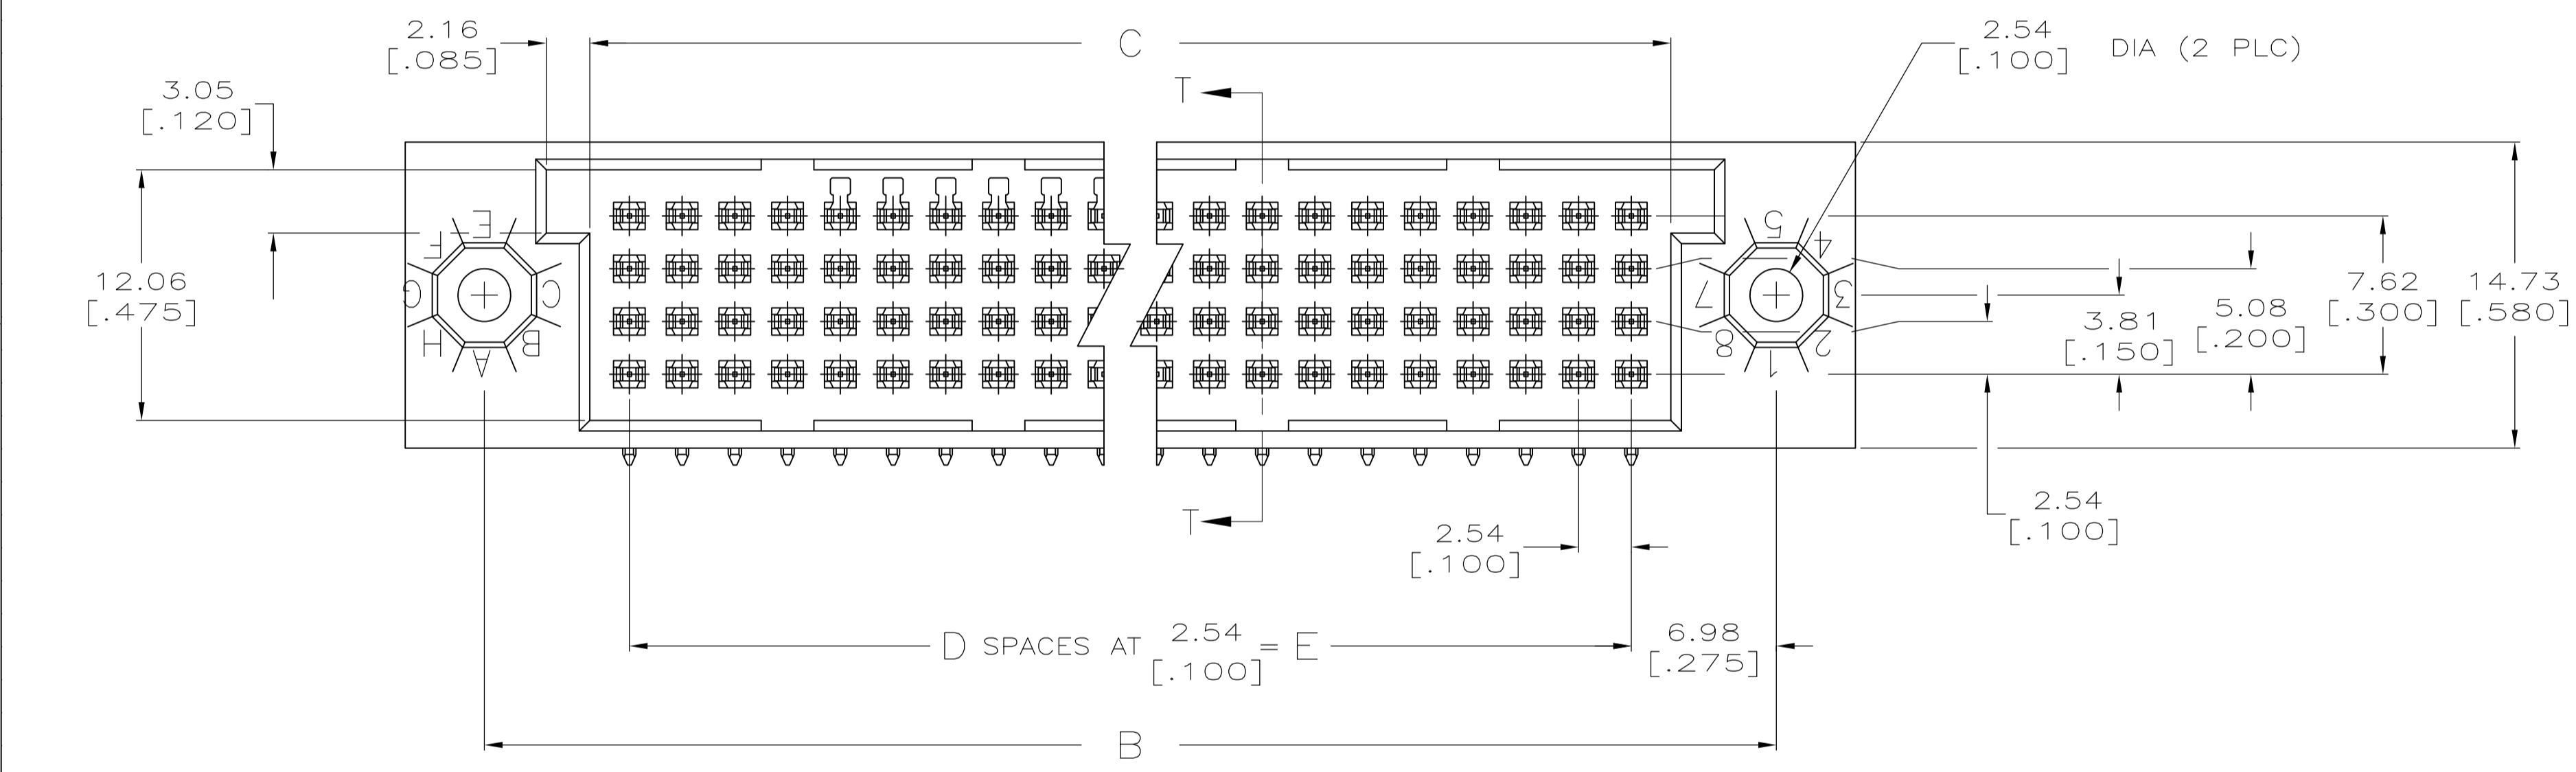 2.16
[.085]
C
2.54
[.100]
DIA (2 PLC)
3.05
[.120]
T
E
F
G
C
H
B
A
5
4
7
3
8
2
1
12.06
[.475]
7.62
[.300]
14.73
[.580]
5.08
[.200]
3.81
[.150]
2.54
[.100]
T
2.54
[.100]
D SPACES AT 2.54 = E
[.100]
6.98
[.275]
B